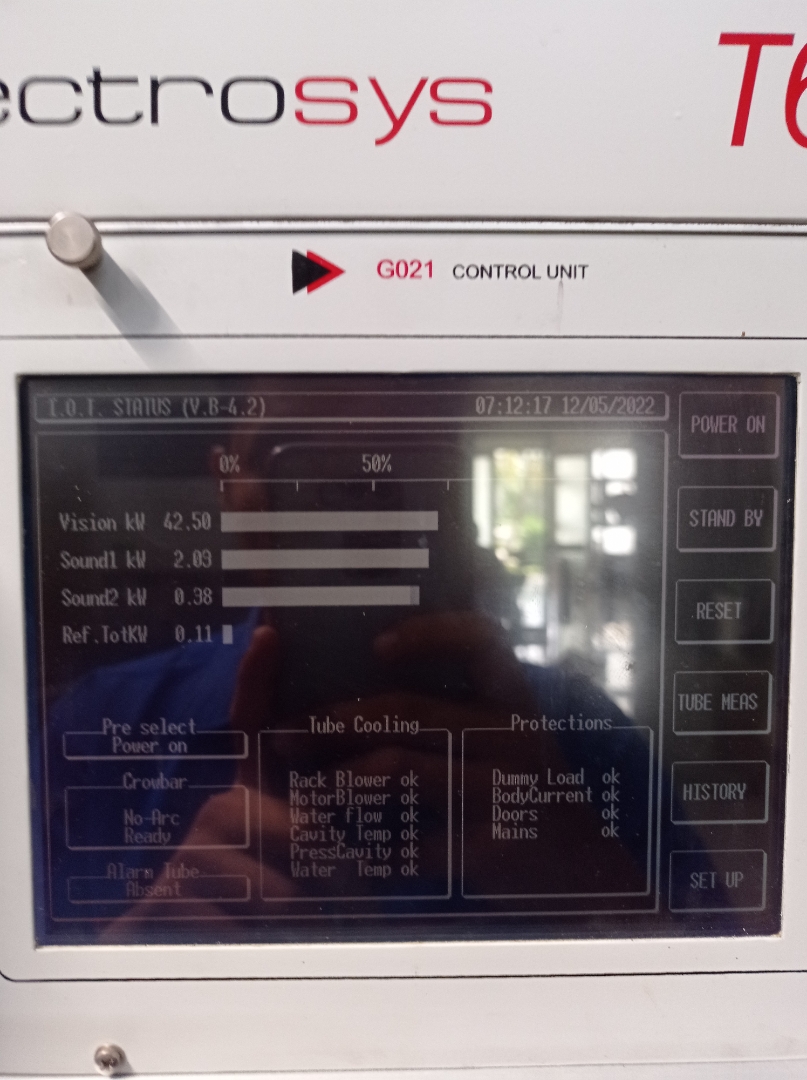 ectrosys
T6
G021 CONTROL UNIT
I.O.T. STATUS (V.B-4.2) 07:12:17 12/05/2022
POWER ON
0% 50%
Vision kW 42.50
STAND BY
Sound1 kW 2.03
Sound2 kW 0.38
RESET
Ref.TotKW 0.11
TUBE MEAS
Pre select
Power on
Tube Cooling
Protections
Crowbar
No-Arc
Ready
Rack Blower ok
MotorBlower ok
Water flow ok
Cavity Temp ok
PressCavity ok
Water Temp ok
Dummy Load ok
BodyCurrent ok
Doors ok
Mains ok
HISTORY
Alarm Tube
Absent
SET UP